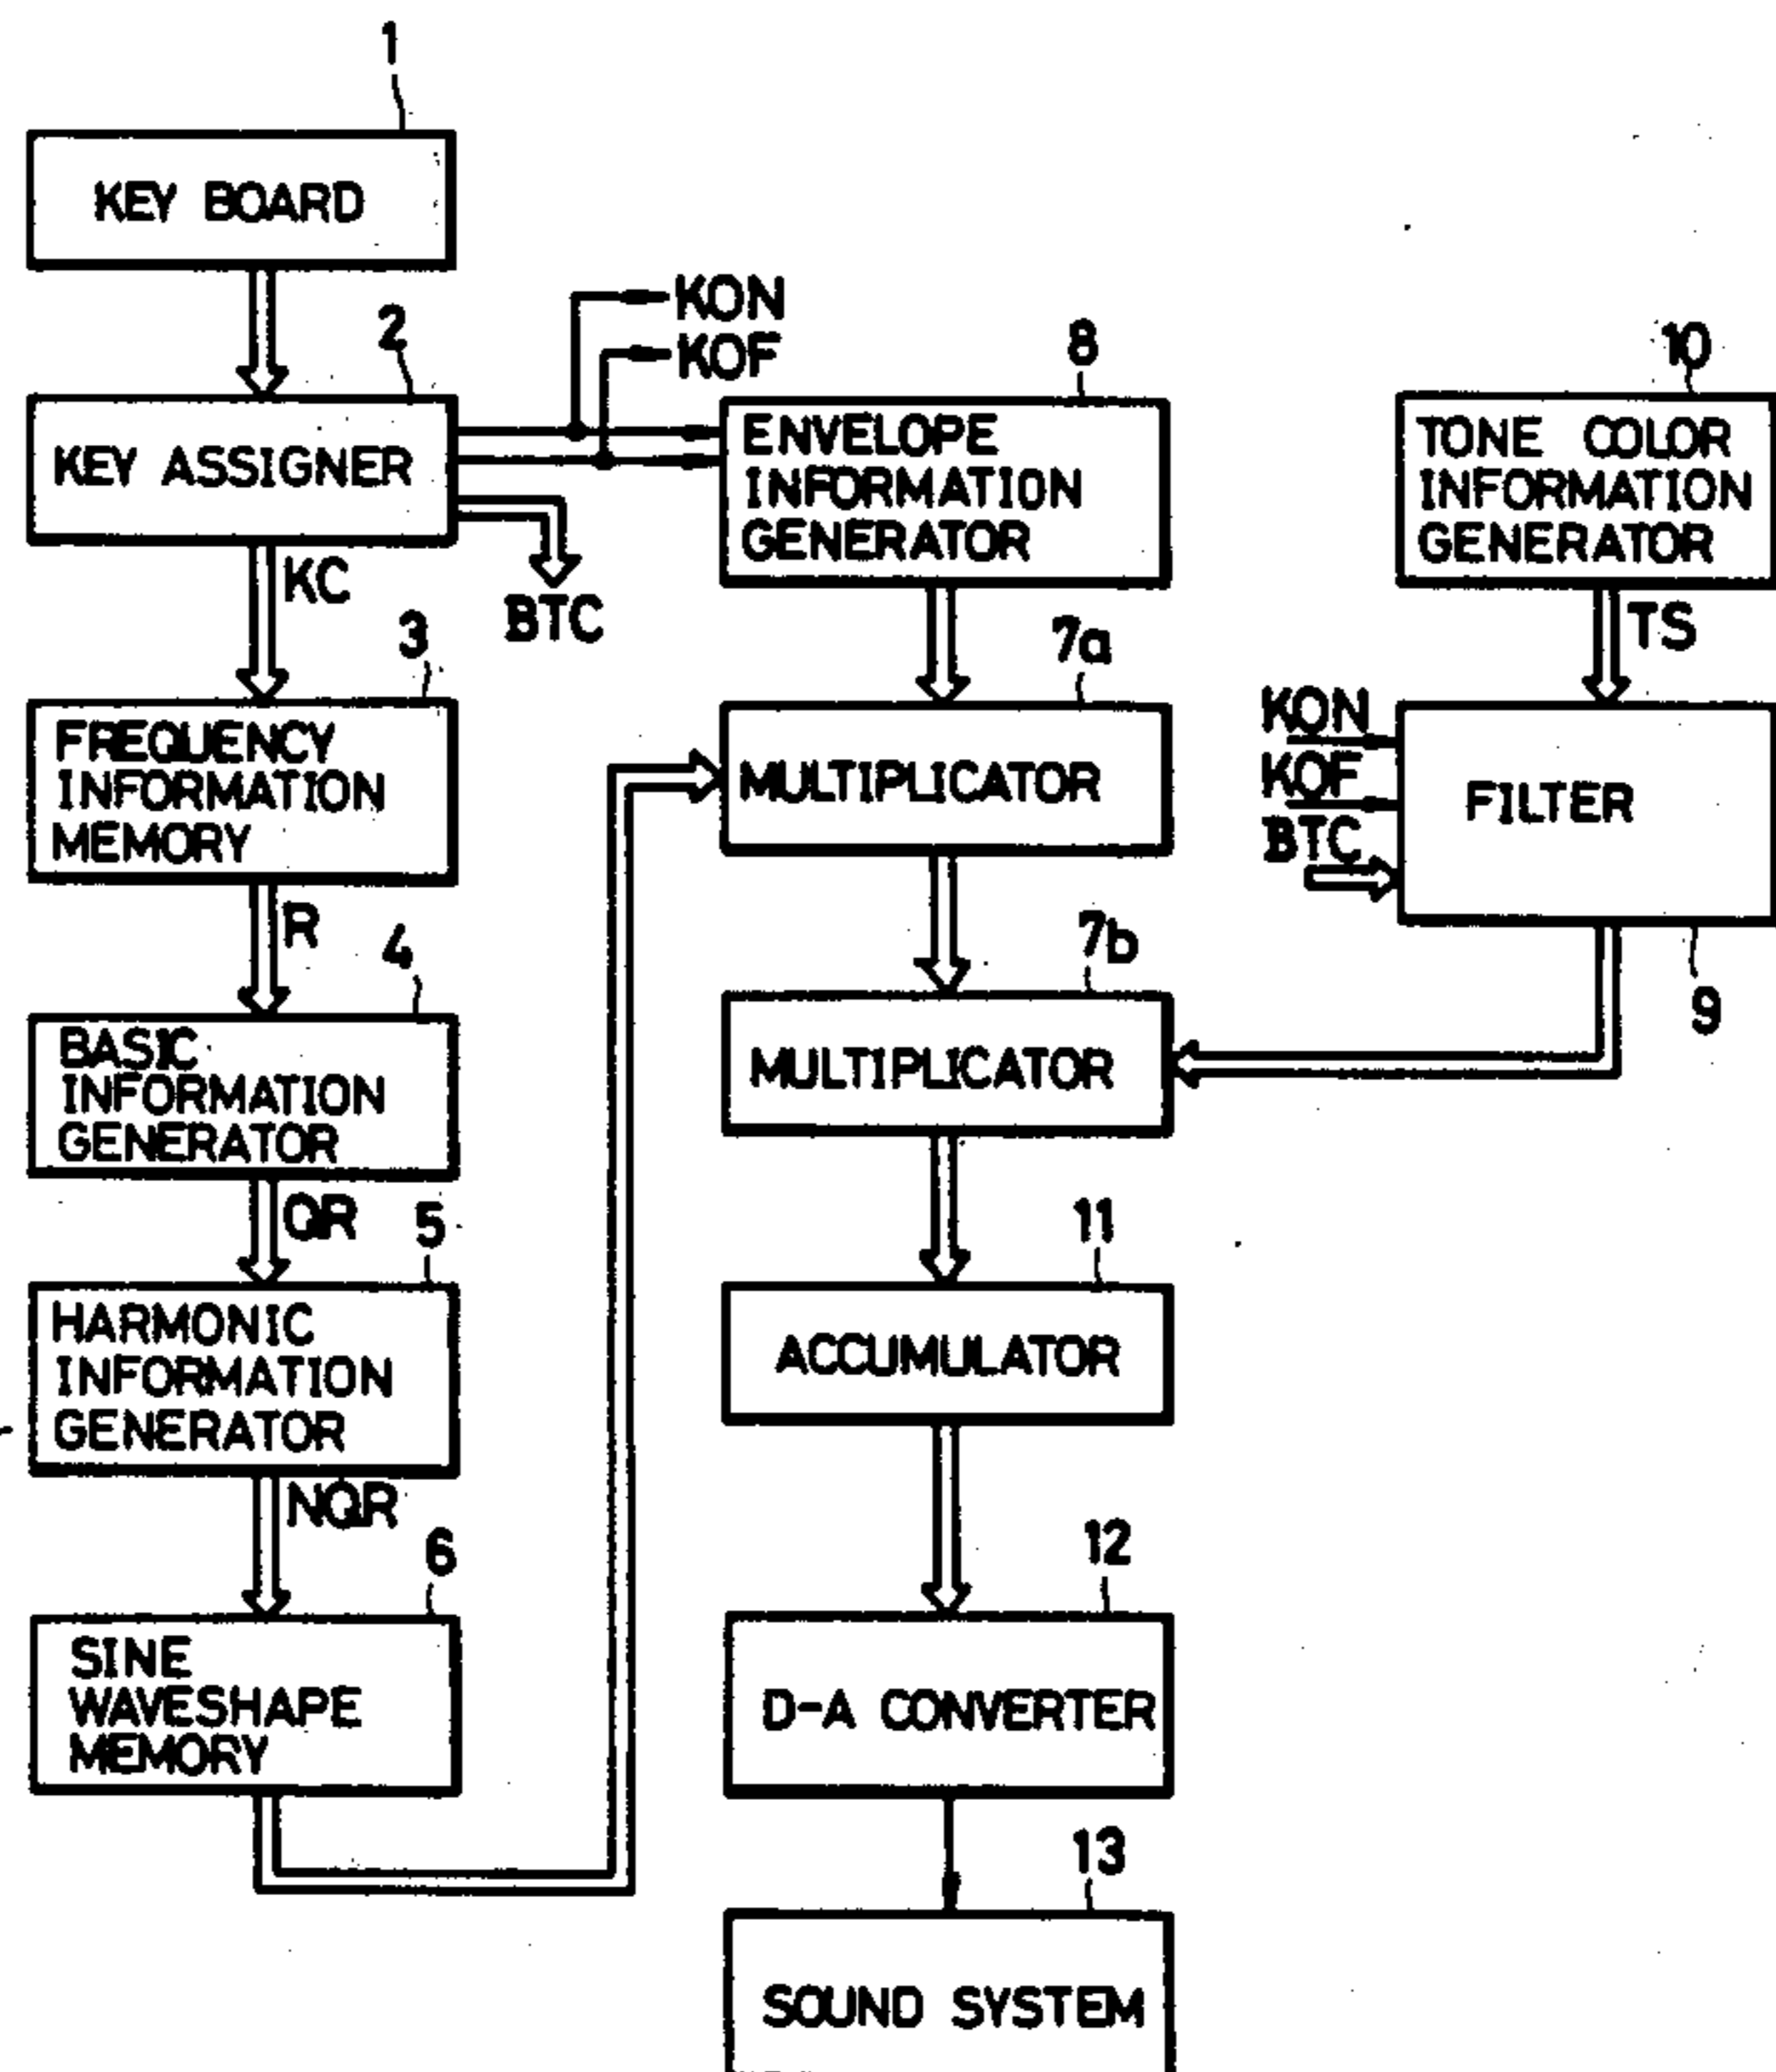 1
KEY BOARD
2
KEY ASSIGNER
KON
KOF
BTC
KC
3
FREQUENCY
INFORMATION
MEMORY
R
4
BASIC
INFORMATION
GENERATOR
QR
5
HARMONIC
INFORMATION
GENERATOR
NQR
6
SINE
WAVESHAPE
MEMORY
8
ENVELOPE
INFORMATION
GENERATOR
7a
MULTIPLICATOR
7b
MULTIPLICATOR
11
ACCUMULATOR
12
D-A CONVERTER
13
SOUND SYSTEM
10
TONE COLOR
INFORMATION
GENERATOR
TS
KON
KOF
BTC
FILTER
9